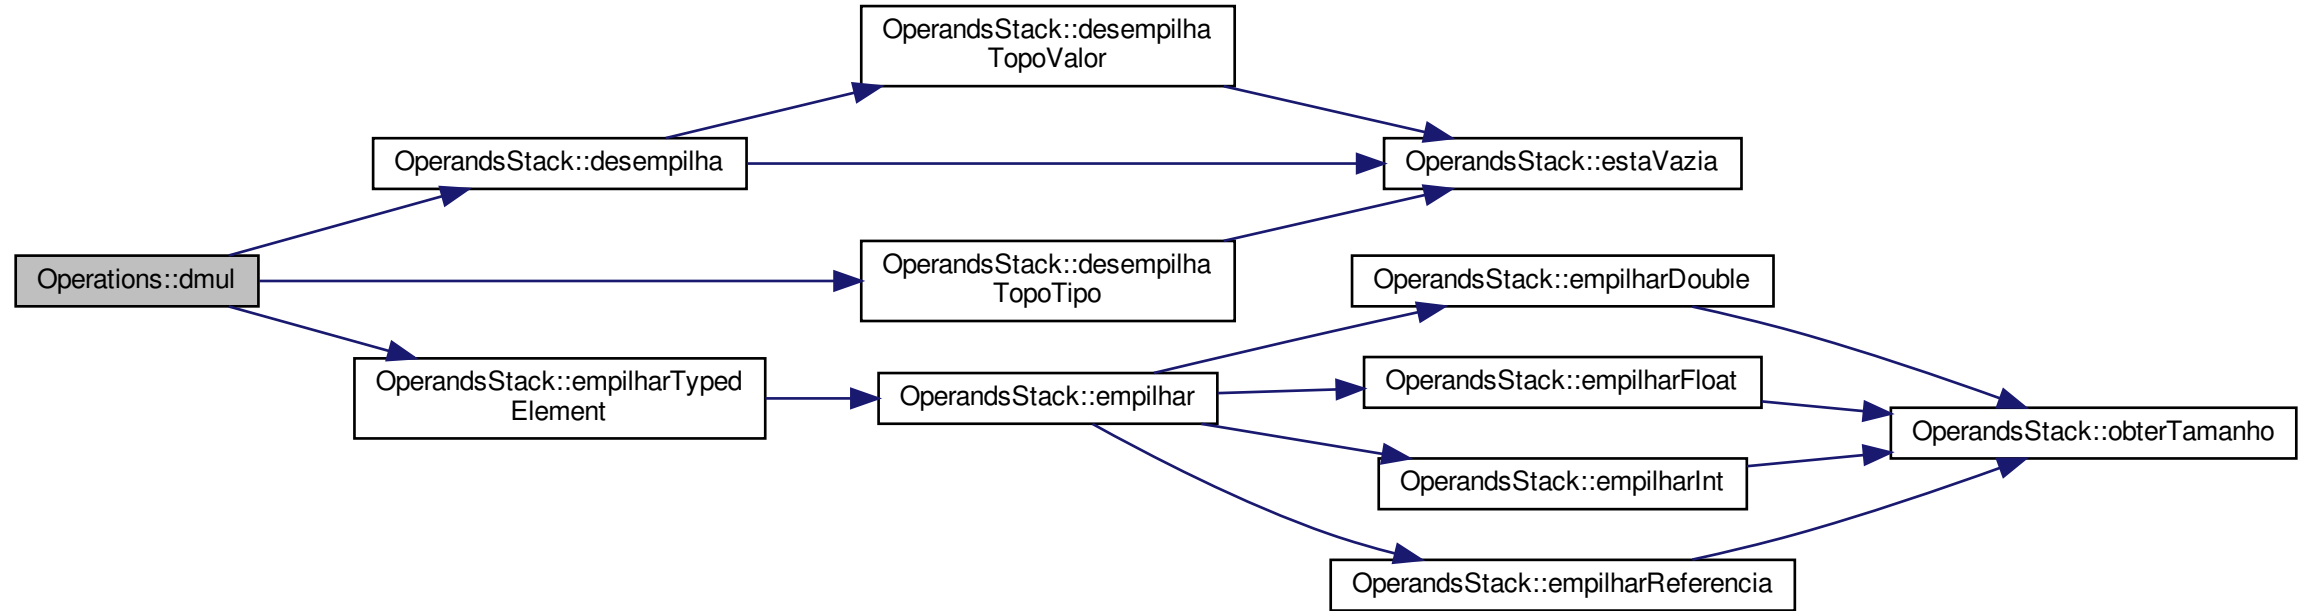 Operations::dmul
OperandsStack::desempilha
OperandsStack::desempilha
TopoValor
OperandsStack::estaVazia
OperandsStack::desempilha
TopoTipo
OperandsStack::empilharTyped
Element
OperandsStack::empilhar
OperandsStack::empilharDouble
OperandsStack::empilharFloat
OperandsStack::empilharInt
OperandsStack::empilharReferencia
OperandsStack::obterTamanho